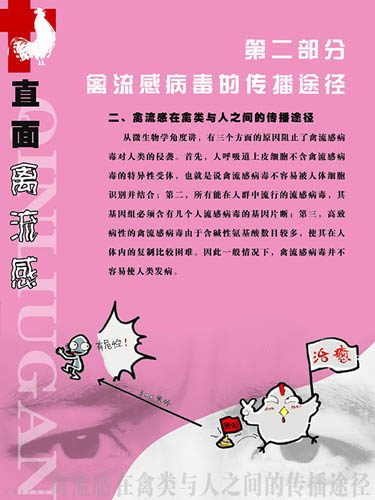 第二部分
禽流感病毒的传播途径
直面禽流感
QINLIUGAN
二、禽流感在禽类与人之间的传播途径
从微生物学角度讲，有三个方面的原因阻止了禽流感病
毒对人类的侵袭。首先，人呼吸道上皮细胞不含禽流感病
毒的特异性受体，也就是说禽流感病毒不容易被人体细胞
识别并结合；第二，所有能在人群中流行的流感病毒，其
基因组必须含有几个人流感病毒的基因片断；第三，高致
病性的禽流感病毒由于含碱性氨基酸数目较多，使其在人
体内的复制比较困难。因此一般情况下，禽流感病毒并不
容易使人类发病。
有危险！
治愈
300米外
禽流感在禽类与人之间的传播途径